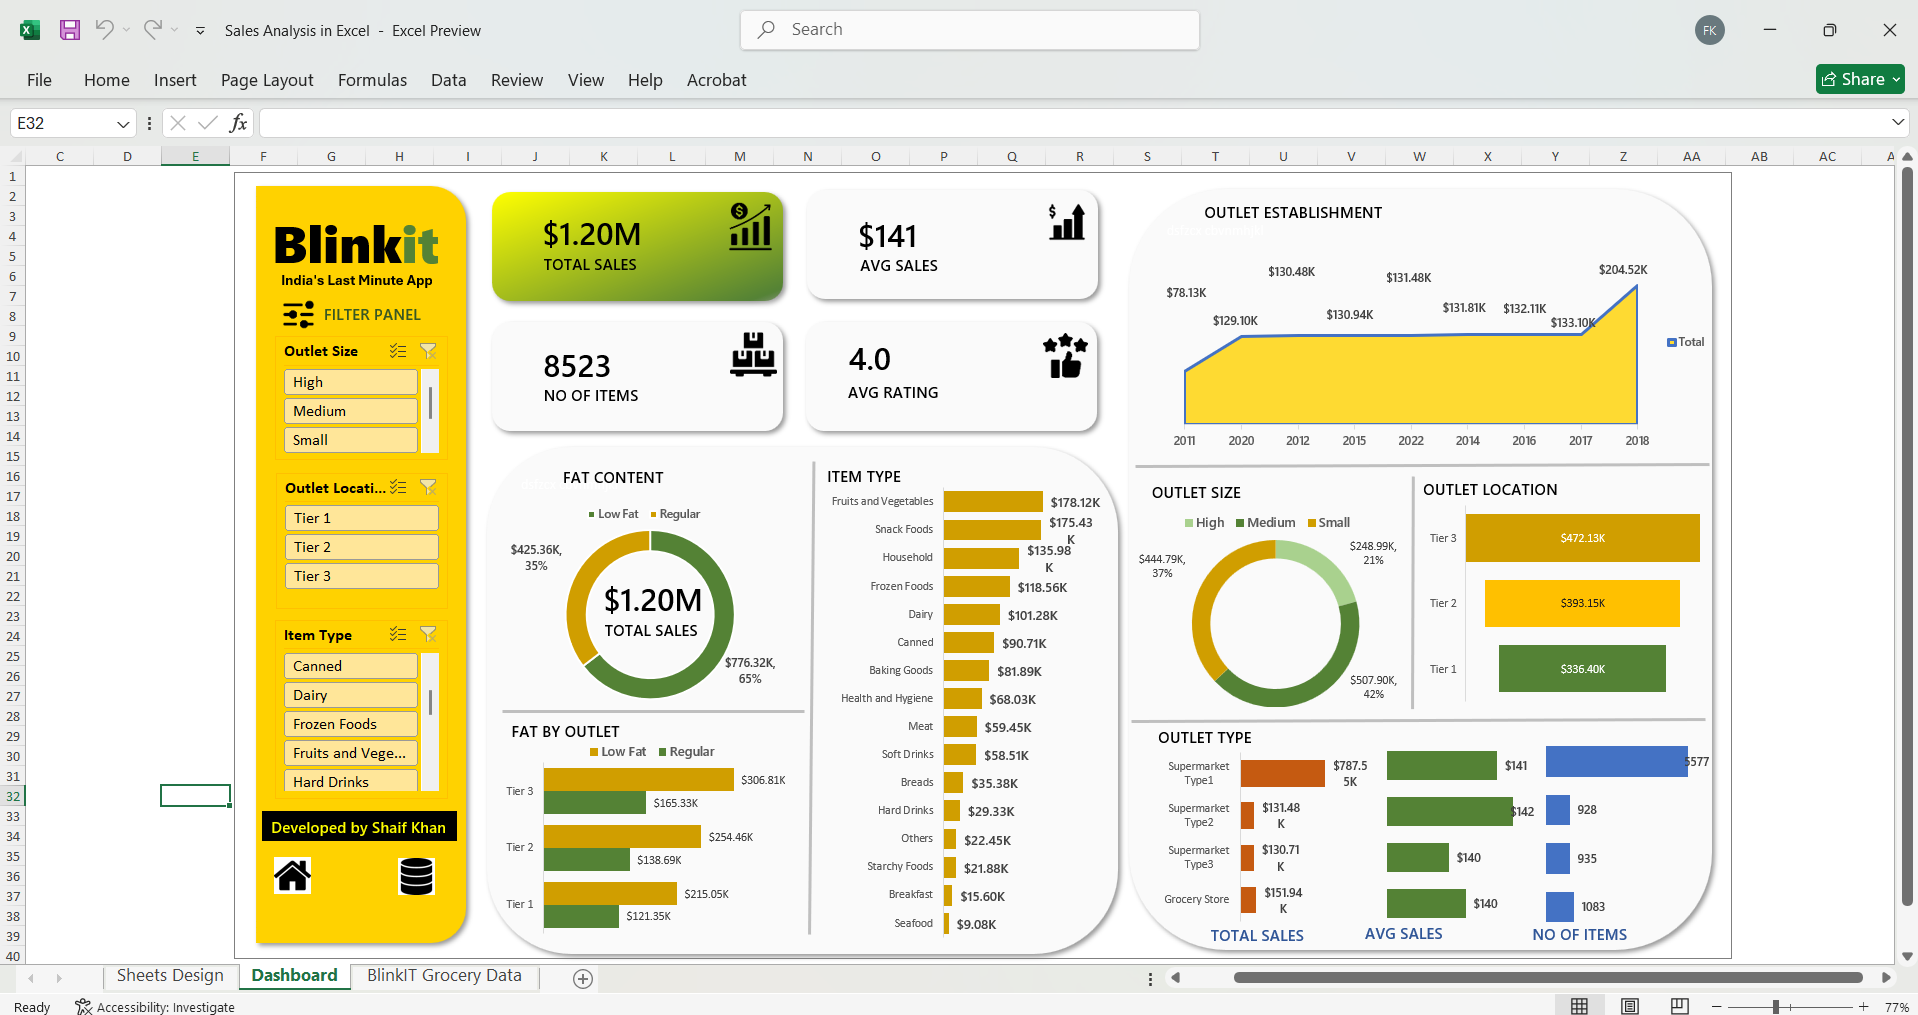 Sales Analysis in Excel - Excel Preview
Search
FK
File Home Insert Page Layout Formulas Data Review View Help Acrobat
Share
E32
fx
C D E F G H I J K L M N O P Q R S T U V W X Y Z AA AB AC A
1
2
3
4
5
6
7
8
9
10
11
12
13
14
15
16
17
18
19
20
21
22
23
24
25
26
27
28
29
30
31
32
33
34
35
36
37
38
39
40
Blinkit
India's Last Minute App
FILTER PANEL
Outlet Size
High
Medium
Small
Outlet Locati...
Tier 1
Tier 2
Tier 3
Item Type
Canned
Dairy
Frozen Foods
Fruits and Vege...
Hard Drinks
Developed by Shaif Khan
$1.20M
TOTAL SALES
$141
AVG SALES
8523
NO OF ITEMS
4.0
AVG RATING
FAT CONTENT
Low Fat Regular
$425.36K,
35%
$1.20M
TOTAL SALES
$776.32K,
65%
FAT BY OUTLET
Low Fat Regular
Tier 3 $306.81K
$165.33K
Tier 2 $254.46K
$138.69K
Tier 1 $215.05K
$121.35K
ITEM TYPE
Fruits and Vegetables $178.12K
Snack Foods $175.43
K
Household $135.98
K
Frozen Foods $118.56K
Dairy $101.28K
Canned $90.71K
Baking Goods $81.89K
Health and Hygiene $68.03K
Meat $59.45K
Soft Drinks $58.51K
Breads $35.38K
Hard Drinks $29.33K
Others $22.45K
Starchy Foods $21.88K
Breakfast $15.60K
Seafood $9.08K
OUTLET ESTABLISHMENT
$78.13K $129.10K $130.48K $130.94K $131.48K $131.81K $132.11K $133.10K $204.52K
Total
2011 2020 2012 2015 2022 2014 2016 2017 2018
OUTLET SIZE
High Medium Small
$444.79K,
37%
$248.99K,
21%
$507.90K,
42%
OUTLET LOCATION
Tier 3 $472.13K
Tier 2 $393.15K
Tier 1 $336.40K
OUTLET TYPE
Supermarket
Type1
$787.5
5K
$141
5577
Supermarket
Type2
$131.48
K
$142
928
Supermarket
Type3
$130.71
K
$140
935
Grocery Store
$151.94
K
$140
1083
TOTAL SALES AVG SALES NO OF ITEMS
Sheets Design Dashboard BlinkIT Grocery Data
Ready Accessibility: Investigate
77%